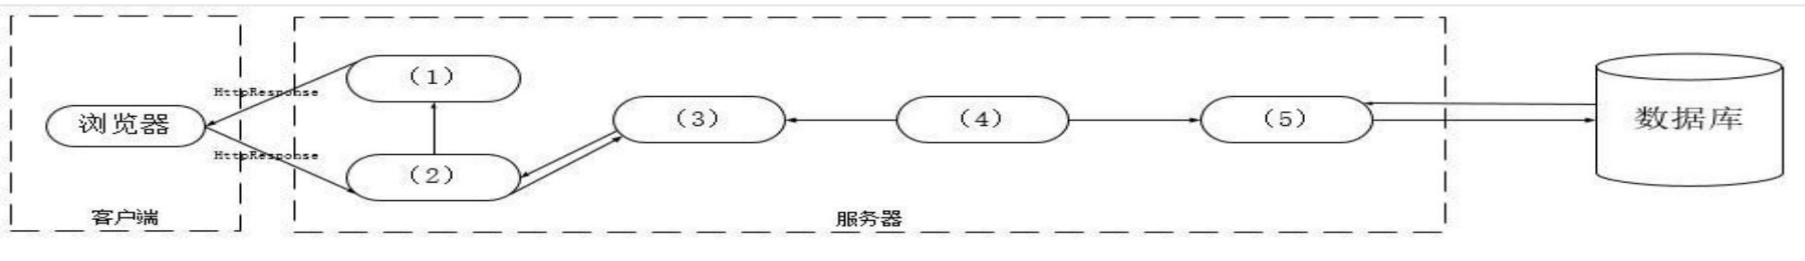 (1)
HttpResponse
浏览器
(3)
(4)
(5)
数据库
HttpResponse
(2)
客户端
服务器